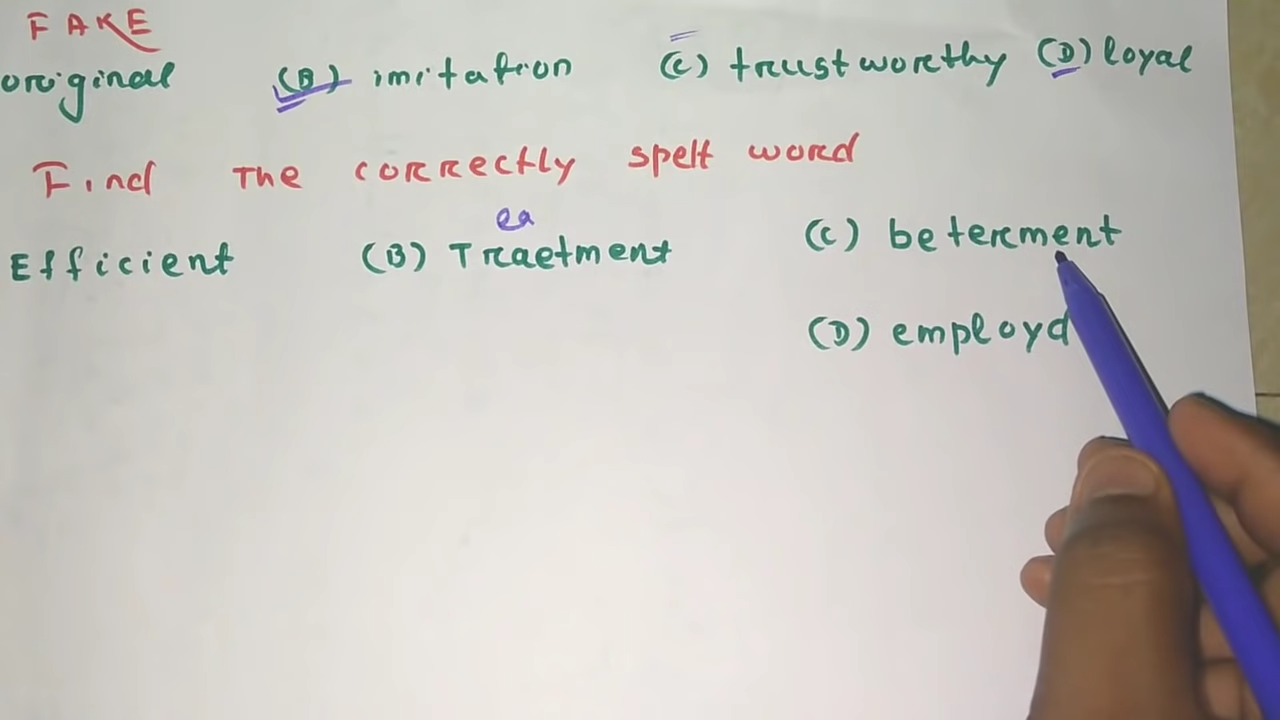 FAKE
original (B) imitation (C) trustworthy (D) loyal
Find The correctly spelt word
ea
Efficient (B) Traetment (C) beterment
(D) employd